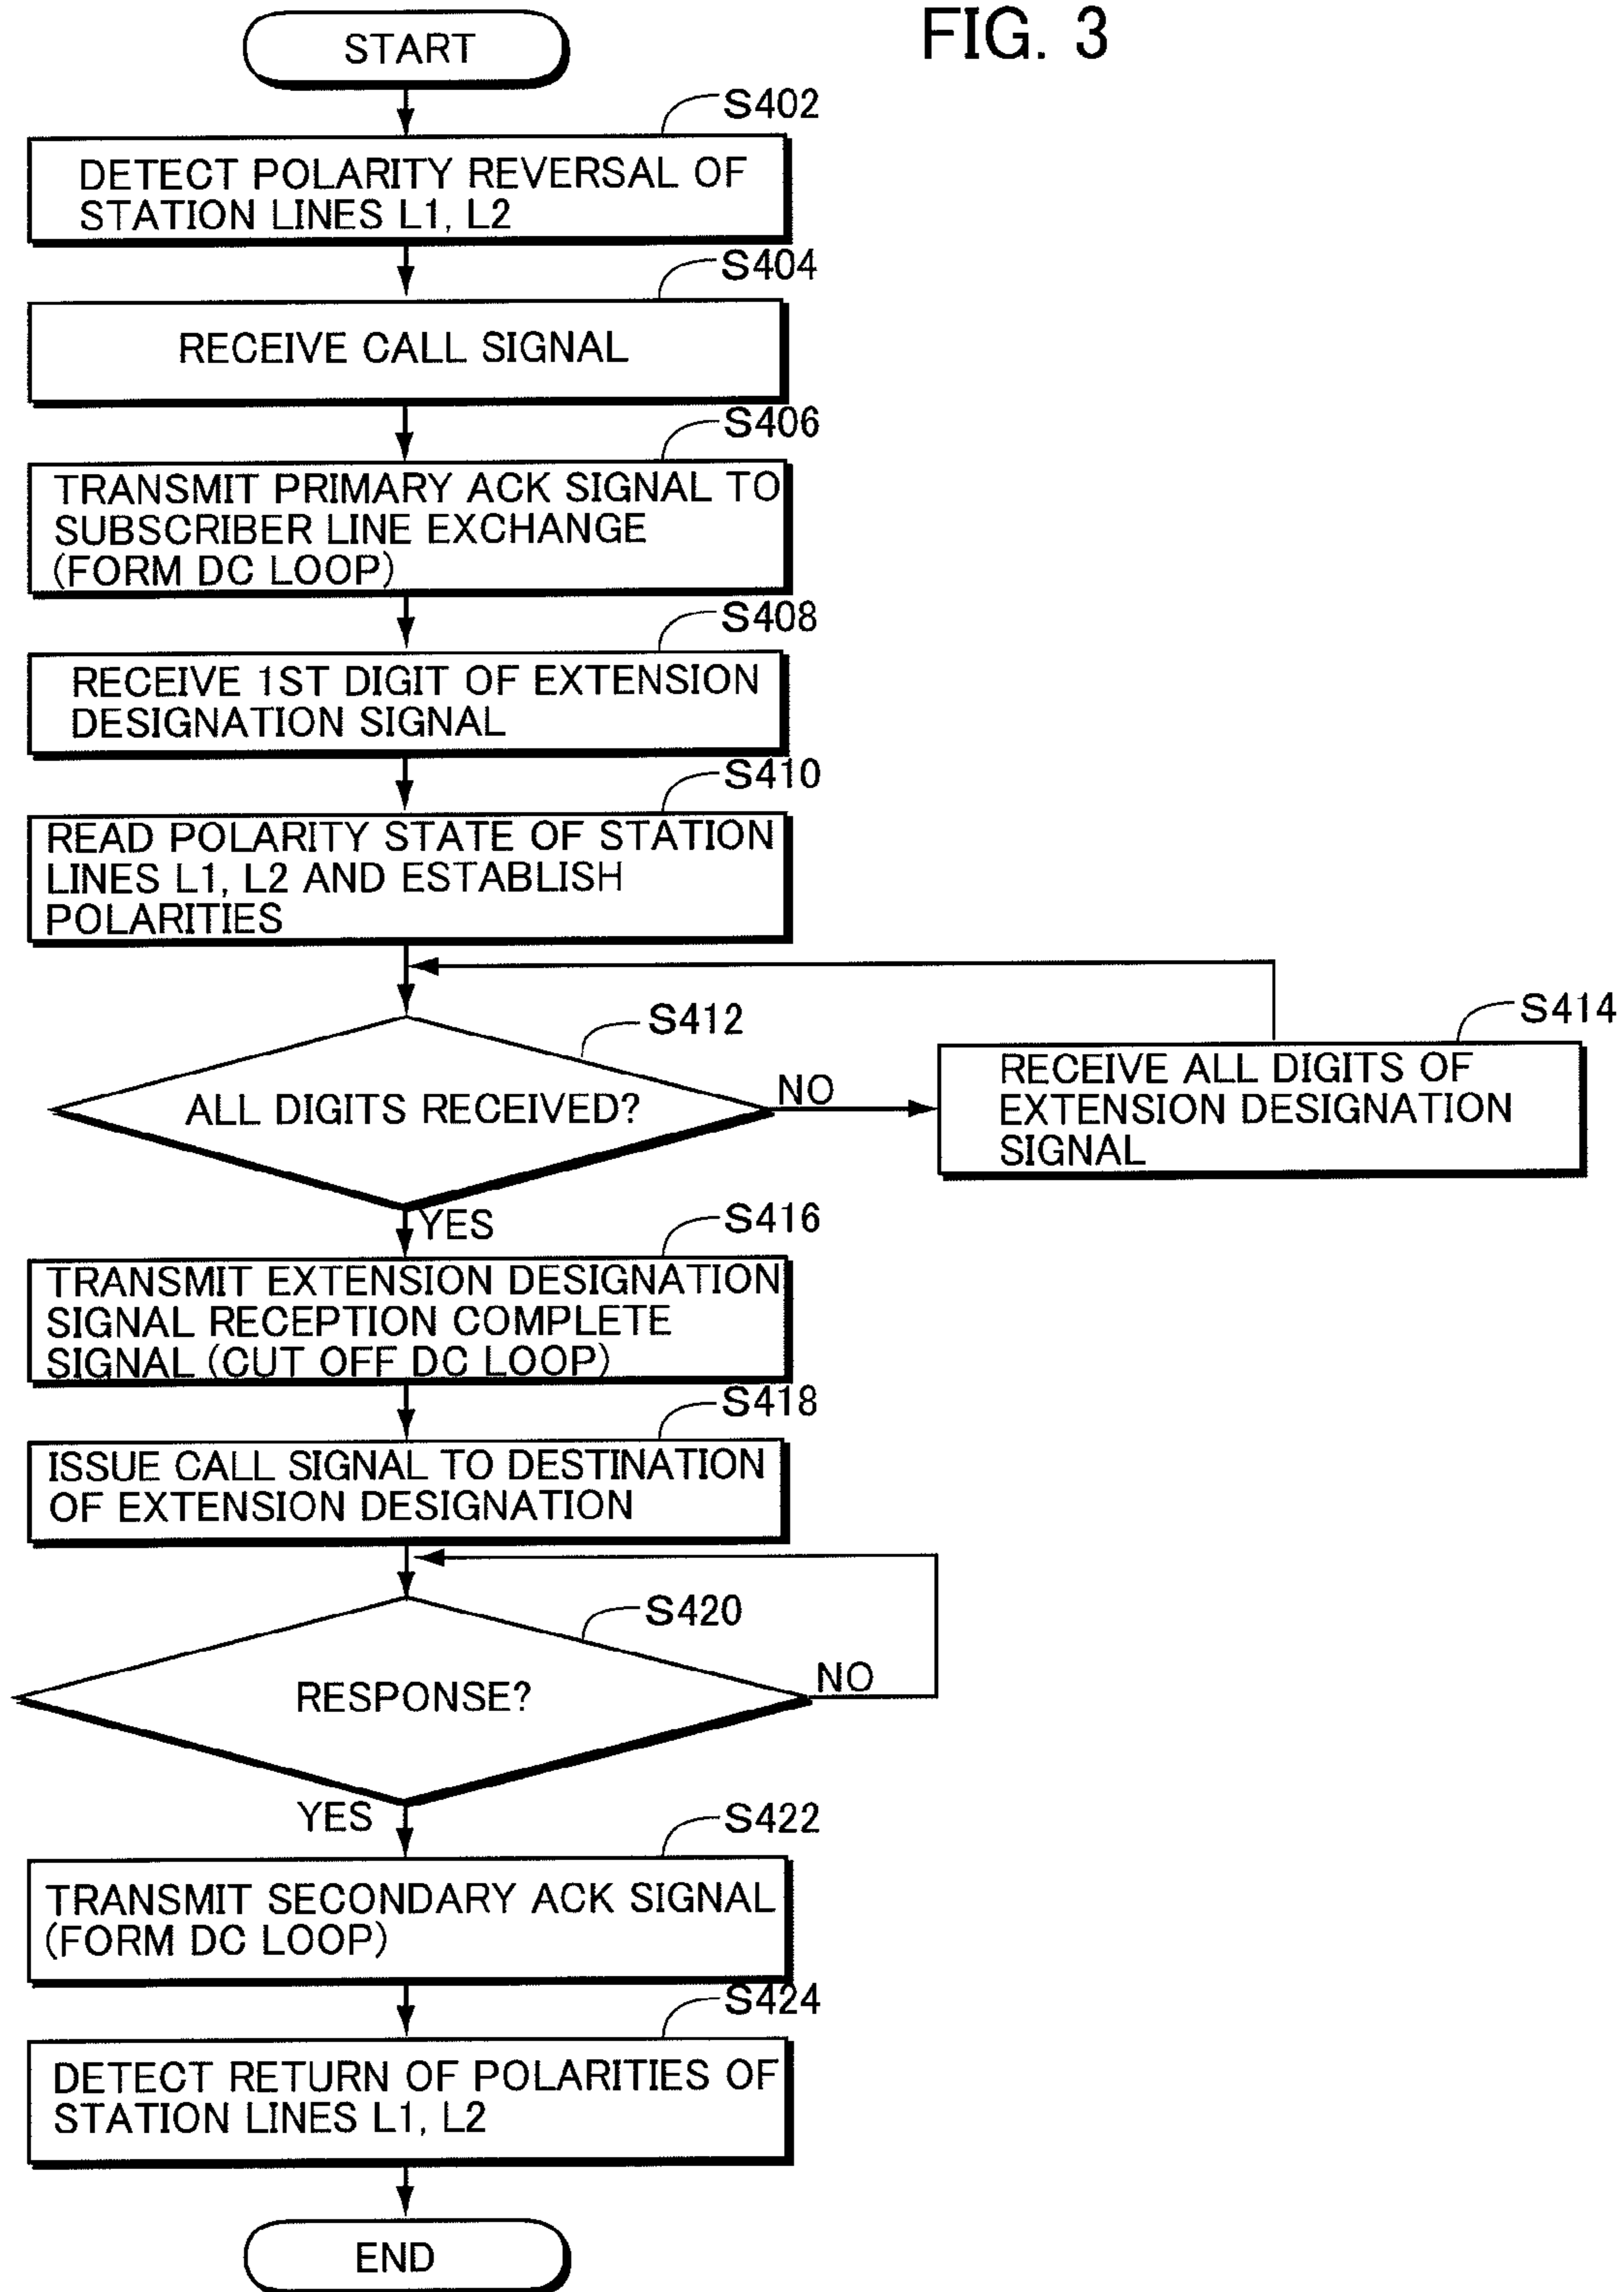 FIG. 3
START
S402
DETECT POLARITY REVERSAL OF
STATION LINES L1, L2
S404
RECEIVE CALL SIGNAL
S406
TRANSMIT PRIMARY ACK SIGNAL TO
SUBSCRIBER LINE EXCHANGE
(FORM DC LOOP)
S408
RECEIVE 1ST DIGIT OF EXTENSION
DESIGNATION SIGNAL
S410
READ POLARITY STATE OF STATION
LINES L1, L2 AND ESTABLISH
POLARITIES
S412
ALL DIGITS RECEIVED?
NO
S414
RECEIVE ALL DIGITS OF
EXTENSION DESIGNATION
SIGNAL
YES
S416
TRANSMIT EXTENSION DESIGNATION
SIGNAL RECEPTION COMPLETE
SIGNAL (CUT OFF DC LOOP)
S418
ISSUE CALL SIGNAL TO DESTINATION
OF EXTENSION DESIGNATION
S420
RESPONSE?
NO
YES
S422
TRANSMIT SECONDARY ACK SIGNAL
(FORM DC LOOP)
S424
DETECT RETURN OF POLARITIES OF
STATION LINES L1, L2
END